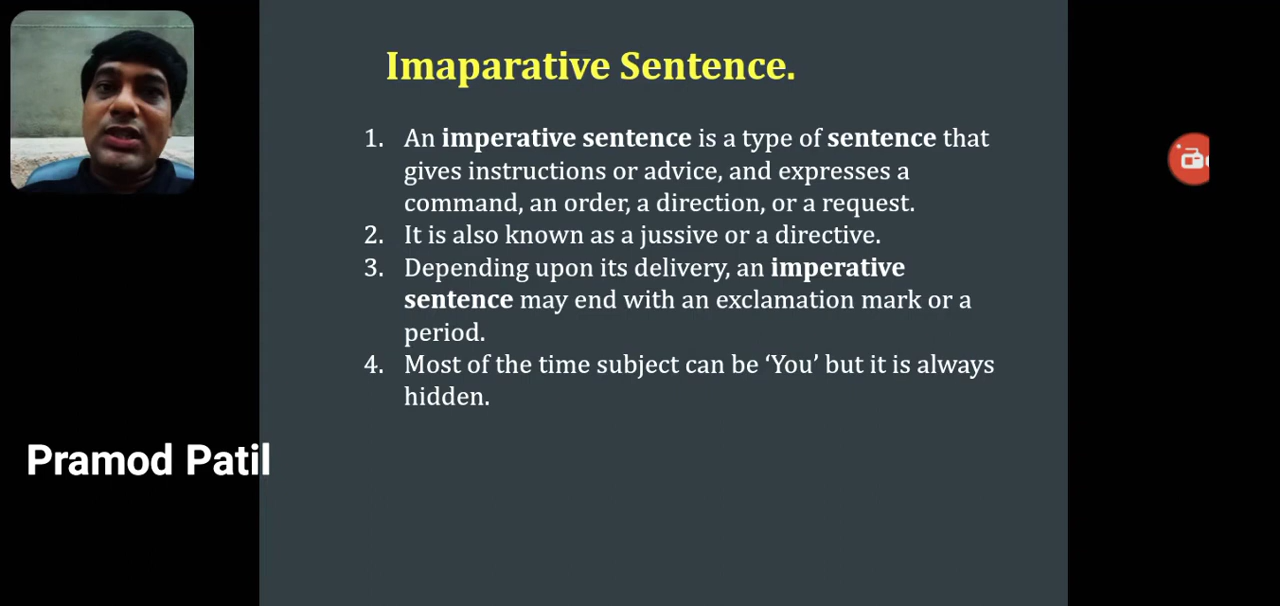 Imaparative Sentence.
1. An imperative sentence is a type of sentence that
gives instructions or advice, and expresses a
command, an order, a direction, or a request.
2. It is also known as a jussive or a directive.
3. Depending upon its delivery, an imperative
sentence may end with an exclamation mark or a
period.
4. Most of the time subject can be ‘You’ but it is always
hidden.
Pramod Patil